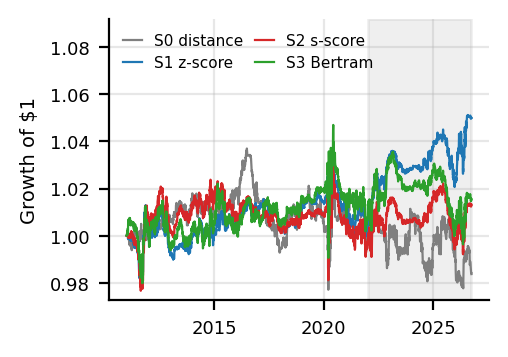 Growth of $1
1.08
1.06
1.04
1.02
1.00
0.98
S0 distance
S1 z-score
S2 s-score
S3 Bertram
2015
2020
2025